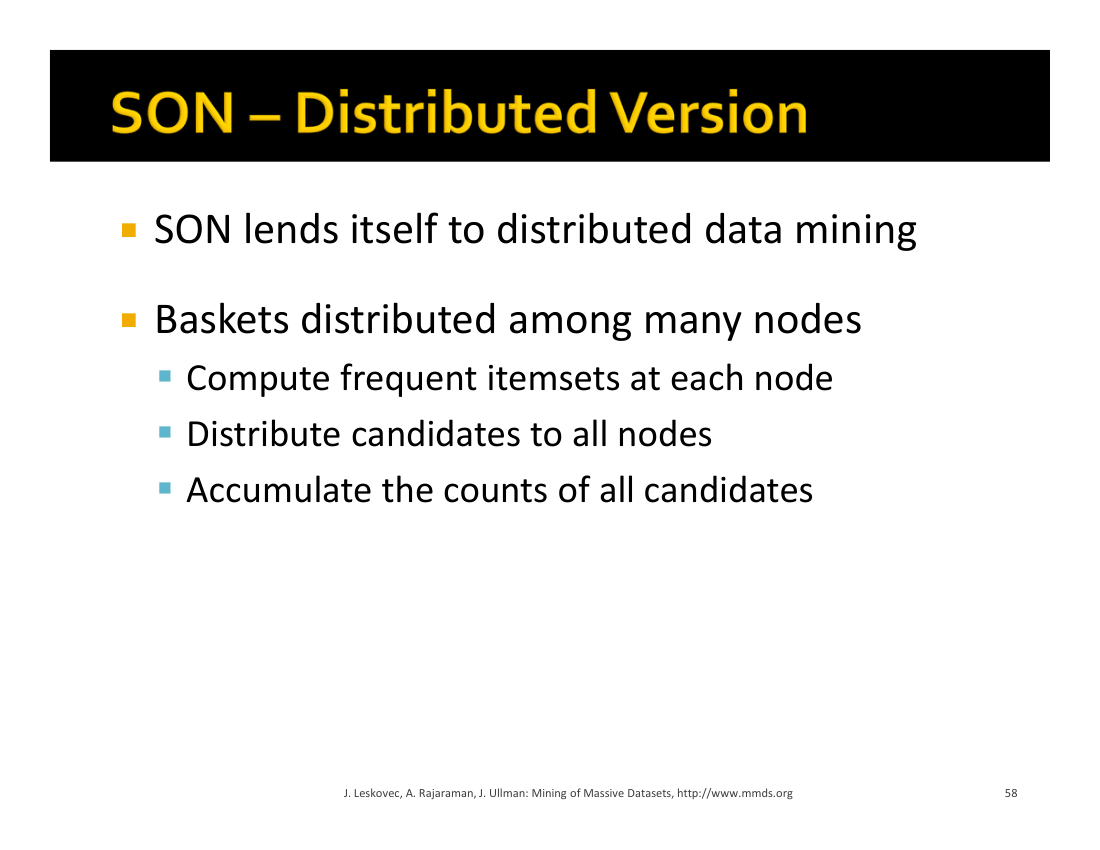 SON – Distributed Version
SON lends itself to distributed data mining
Baskets distributed among many nodes
Compute frequent itemsets at each node
Distribute candidates to all nodes
Accumulate the counts of all candidates
J. Leskovec, A. Rajaraman, J. Ullman: Mining of Massive Datasets, http://www.mmds.org
58